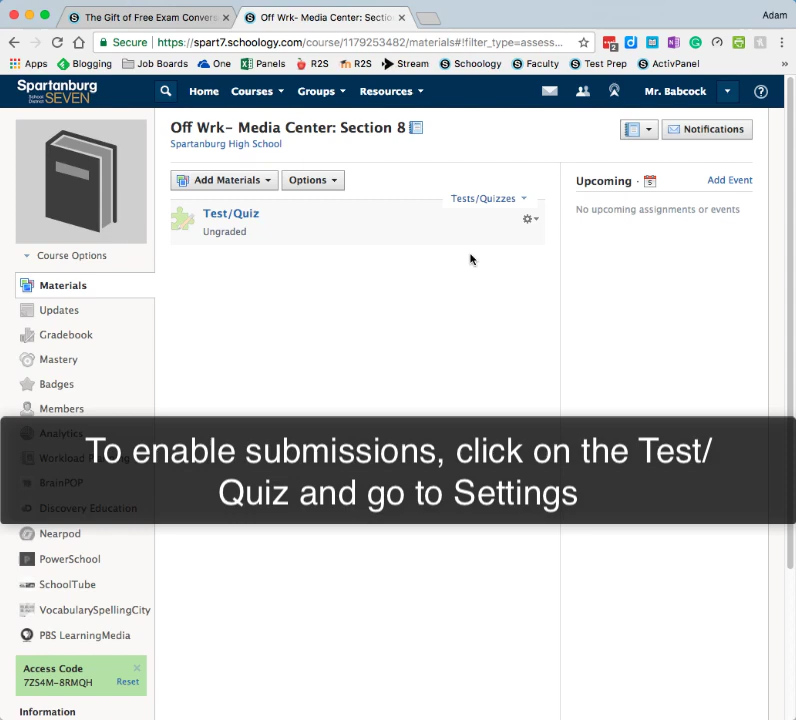 The Gift of Free Exam Convers
Off Wrk- Media Center: Sectio
Adam
Secure | https://spart7.schoology.com/course/1179253482/materials#!filter_type=assess...
2
Apps Blogging Job Boards One Panels R2S R2S Stream Schoology Faculty Test Prep ActivPanel »
Spartanburg
School District SEVEN
Home Courses Groups Resources Mr. Babcock ?
Off Wrk- Media Center: Section 8
Spartanburg High School
Notifications
Add Materials Options
Upcoming · 5 Add Event
Tests/Quizzes
No upcoming assignments or events
Test/Quiz
Ungraded
Course Options
Materials
Updates
Gradebook
Mastery
Badges
Members
Analytics
To enable submissions, click on the Test/
Quiz and go to Settings
BrainPOP
Discovery Education
Nearpod
PowerSchool
SchoolTube
VocabularySpellingCity
PBS LearningMedia
Access Code
7ZS4M-8RMQH Reset
Information